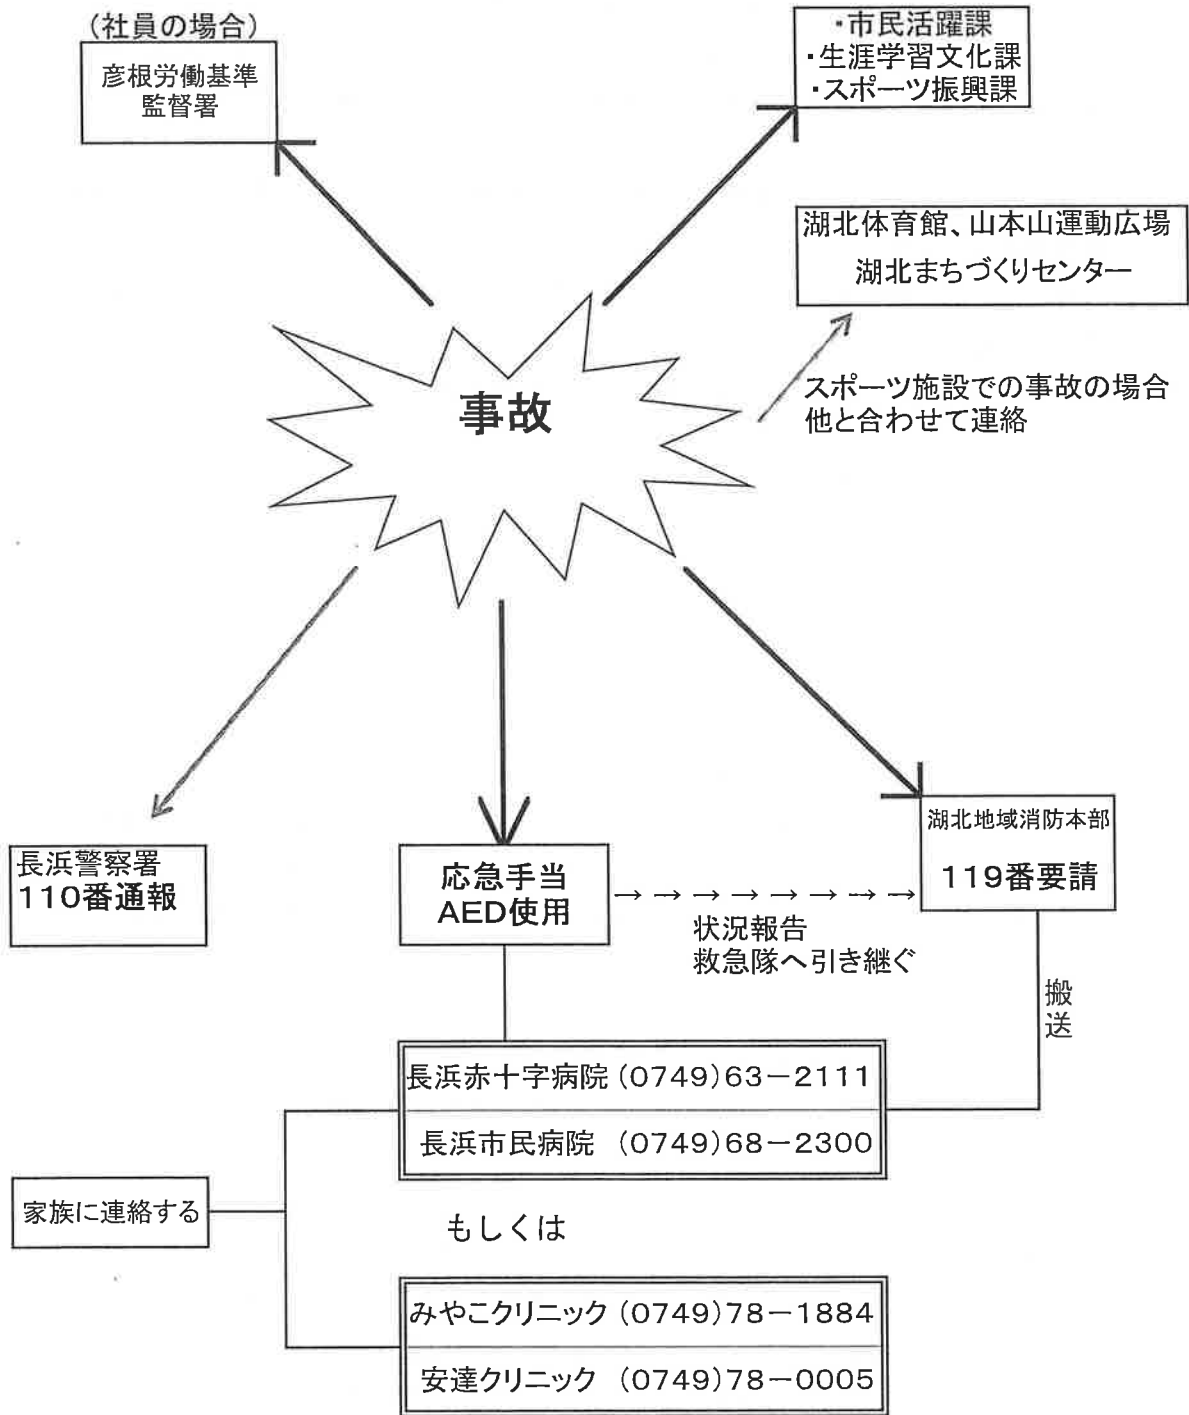 (社員の場合)
彦根労働基準
監督署
・市民活躍課
・生涯学習文化課
・スポーツ振興課
湖北体育館、山本山運動広場
湖北まちづくりセンター
スポーツ施設での事故の場合
他と合わせて連絡
事故
長浜警察署
110番通報
応急手当
AED使用
→ → → → → → → →
状況報告
救急隊へ引き継ぐ
湖北地域消防本部
119番要請
搬送
長浜赤十字病院 (0749)63-2111
長浜市民病院 (0749)68-2300
家族に連絡する
もしくは
みやこクリニック (0749)78-1884
安達クリニック (0749)78-0005